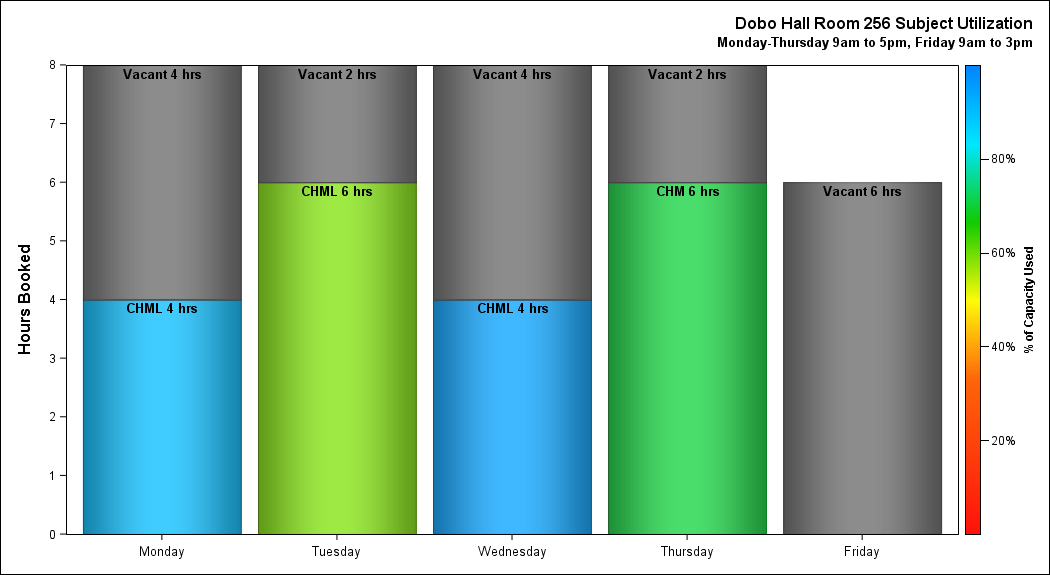 Dobo Hall Room 256 Subject Utilization
Monday-Thursday 9am to 5pm, Friday 9am to 3pm
Hours Booked
8
7
6
5
4
3
2
1
0
Vacant 4 hrs
CHML 4 hrs
Vacant 2 hrs
CHML 6 hrs
Vacant 4 hrs
CHML 4 hrs
Vacant 2 hrs
CHM 6 hrs
Vacant 6 hrs
Monday
Tuesday
Wednesday
Thursday
Friday
80%
60%
40%
20%
% of Capacity Used